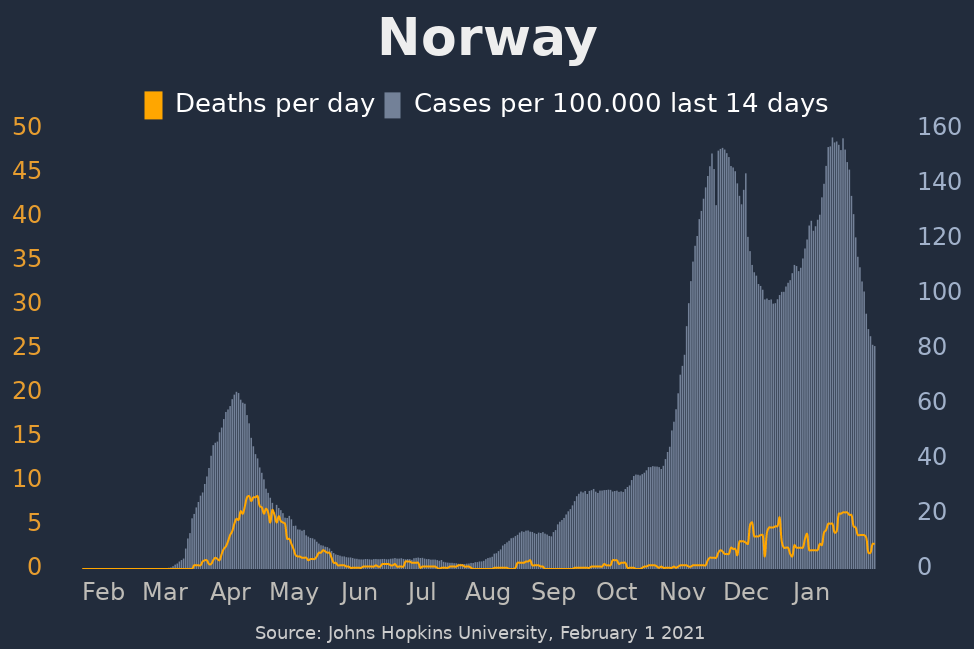 Norway
Deaths per day Cases per 100.000 last 14 days
50 160
45 140
40 120
35 100
30 80
25 60
20 40
15 20
10 0
5
0
Feb Mar Apr May Jun Jul Aug Sep Oct Nov Dec Jan
Source: Johns Hopkins University, February 1 2021